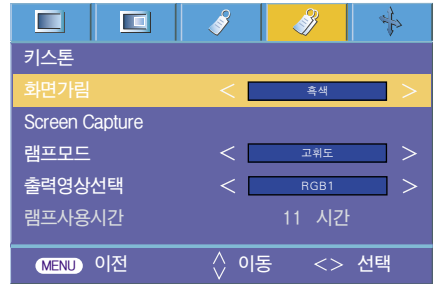 키스톤
화면가림 < 흑색 >
Screen Capture
램프모드 < 고휘도 >
출력영상선택 < RGB1 >
램프사용시간 11 시간
MENU 이전 이동 <> 선택